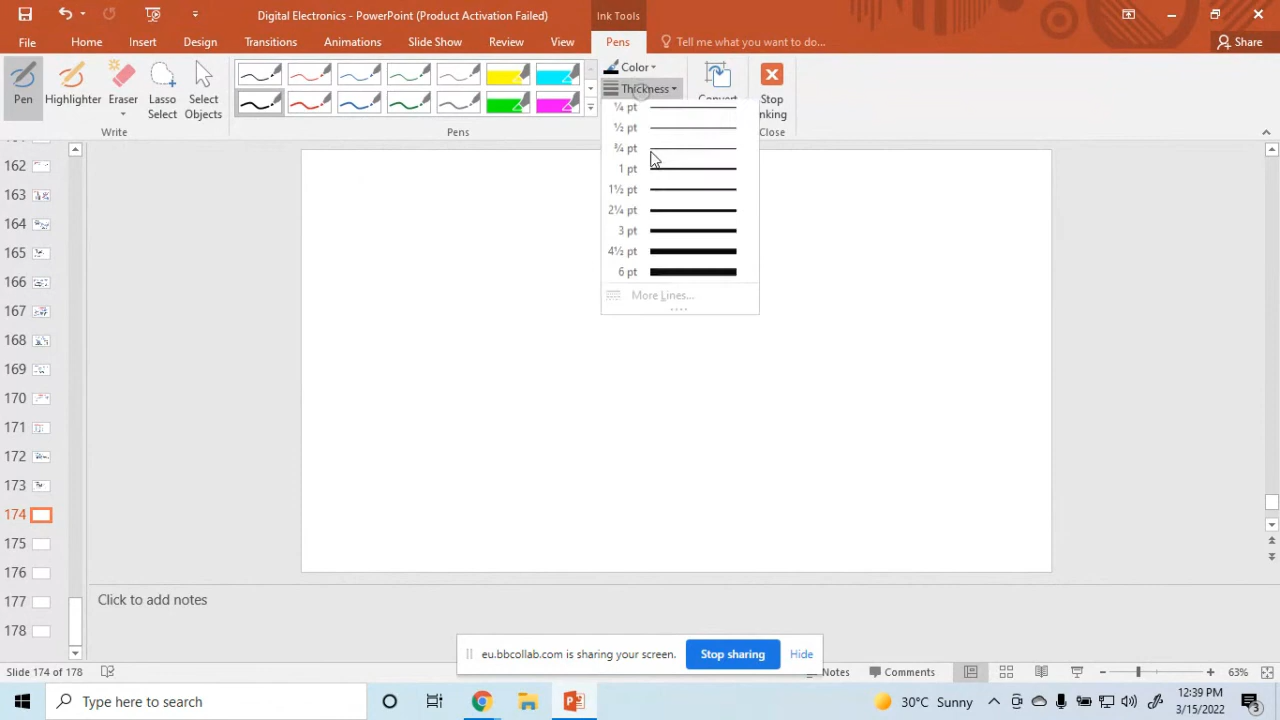 Digital Electronics - PowerPoint (Product Activation Failed)
Ink Tools
File
Home
Insert
Design
Transitions
Animations
Slide Show
Review
View
Pens
Tell me what you want to do...
Share
Pen
Highlighter
Eraser
Lasso
Select
Select
Objects
Write
Pens
Color
Thickness
Convert
Stop
nking
Close
¼ pt
½ pt
¾ pt
1 pt
1½ pt
2¼ pt
3 pt
4½ pt
6 pt
More Lines...
162
163
164
165
166
167
168
169
170
171
172
173
174
175
176
177
178
Click to add notes
eu.bbcollab.com is sharing your screen.
Stop sharing
Hide
Slide 174 of 178
Notes
Comments
63%
Type here to search
30°C Sunny
12:39 PM
3/15/2022
3